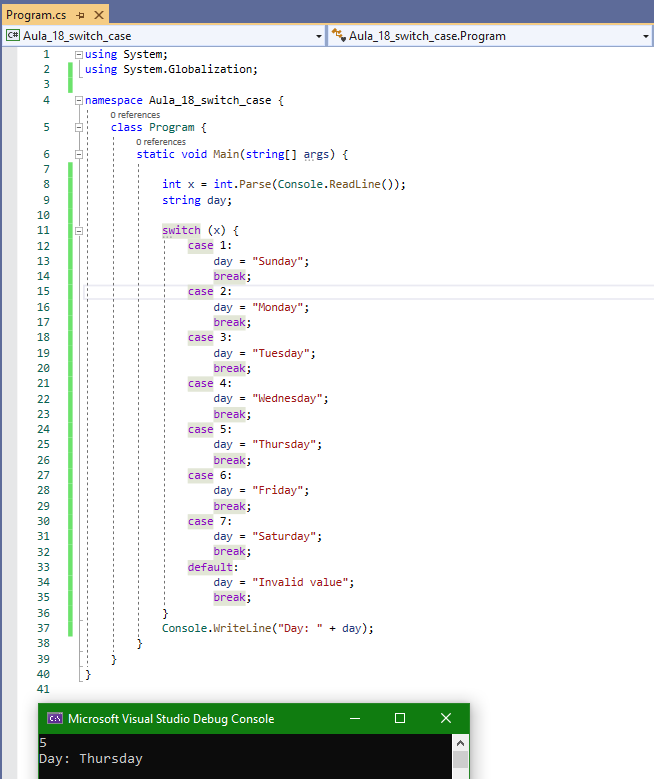 Program.cs
C# Aula_18_switch_case Aula_18_switch_case.Program
1 using System;
2 using System.Globalization;
3
4 namespace Aula_18_switch_case {
0 references
5 class Program {
0 references
6 static void Main(string[] args) {
7
8 int x = int.Parse(Console.ReadLine());
9 string day;
10
11 switch (x) {
12 case 1:
13 day = "Sunday";
14 break;
15 case 2:
16 day = "Monday";
17 break;
18 case 3:
19 day = "Tuesday";
20 break;
21 case 4:
22 day = "Wednesday";
23 break;
24 case 5:
25 day = "Thursday";
26 break;
27 case 6:
28 day = "Friday";
29 break;
30 case 7:
31 day = "Saturday";
32 break;
33 default:
34 day = "Invalid value";
35 break;
36 }
37 Console.WriteLine("Day: " + day);
38 }
39 }
40 }
41
C:\ Microsoft Visual Studio Debug Console
5
Day: Thursday